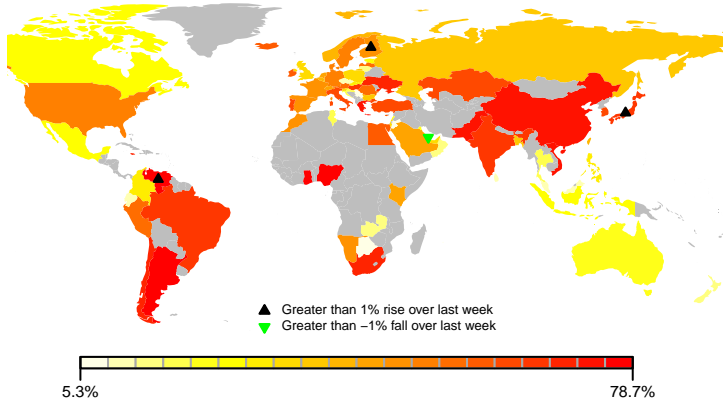 Greater than 1% rise over last week
Greater than −1% fall over last week
5.3%
78.7%